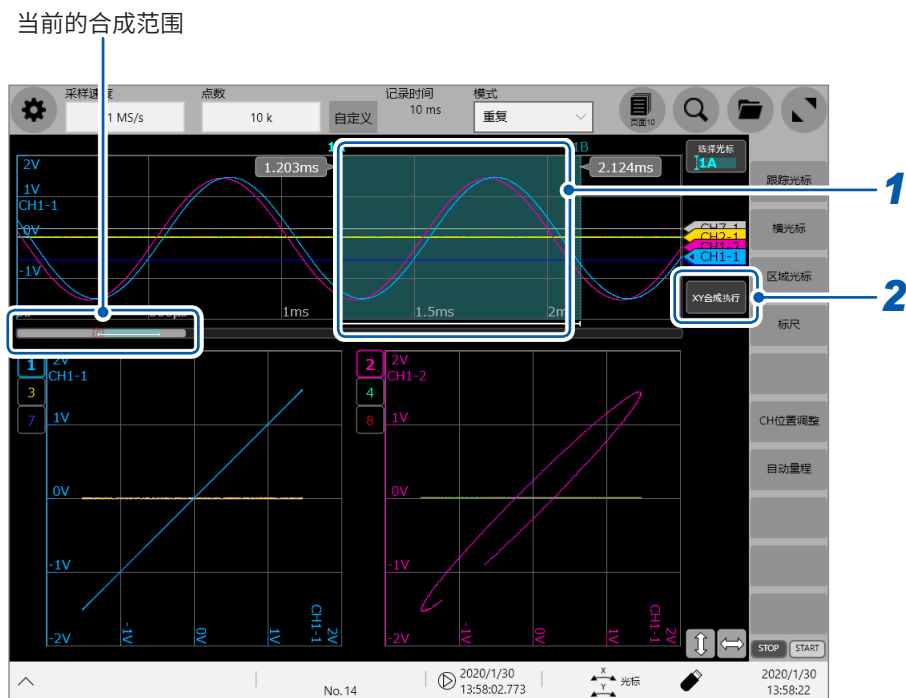 当前的合成范围
采样速度
点数
记录时间
模式
1 MS/s
10 k
自定义
10 ms
重复
页面10
1B
选择光标
1A
2V
1.203ms
2.124ms
1
跟踪光标
1V
CH1-1
横光标
0V
CH7-1
CH2-1
CH1-2
CH1-1
-1V
区域光标
XY合成执行
2
1ms
1.5ms
标尺
1
2V
CH1-1
2
2V
CH1-2
3
4
7
1V
8
1V
CH位置调整
自动量程
0V
0V
-1V
-1V
-2V
-1V
0V
1V
CH1-1
2V
-2V
-1V
0V
1V
CH1-1
2V
STOP
START
No. 14
2020/1/30
13:58:02.773
X
Y
光标
2020/1/30
13:58:22